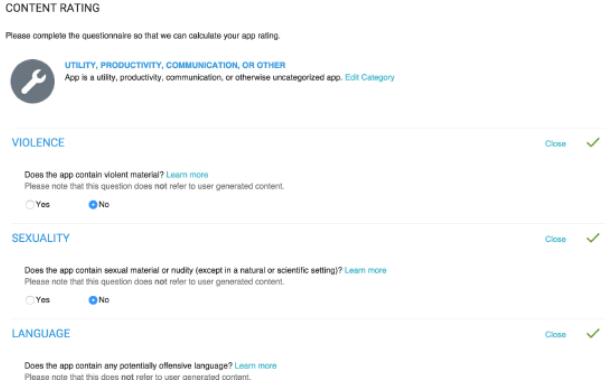 CONTENT RATING
Please complete the questionnaire so that we can calculate your app rating.
UTILITY, PRODUCTIVITY, COMMUNICATION, OR OTHER
App is a utility, productivity, communication, or otherwise uncategorized app. Edit Category
VIOLENCE Close
Does the app contain violent material? Learn more
Please note that this question does not refer to user generated content.
Yes No
SEXUALITY Close
Does the app contain sexual material or nudity (except in a natural or scientific setting)? Learn more
Please note that this question does not refer to user generated content.
Yes No
LANGUAGE Close
Does the app contain any potentially offensive language? Learn more
Please note that this does not refer to user generated content.